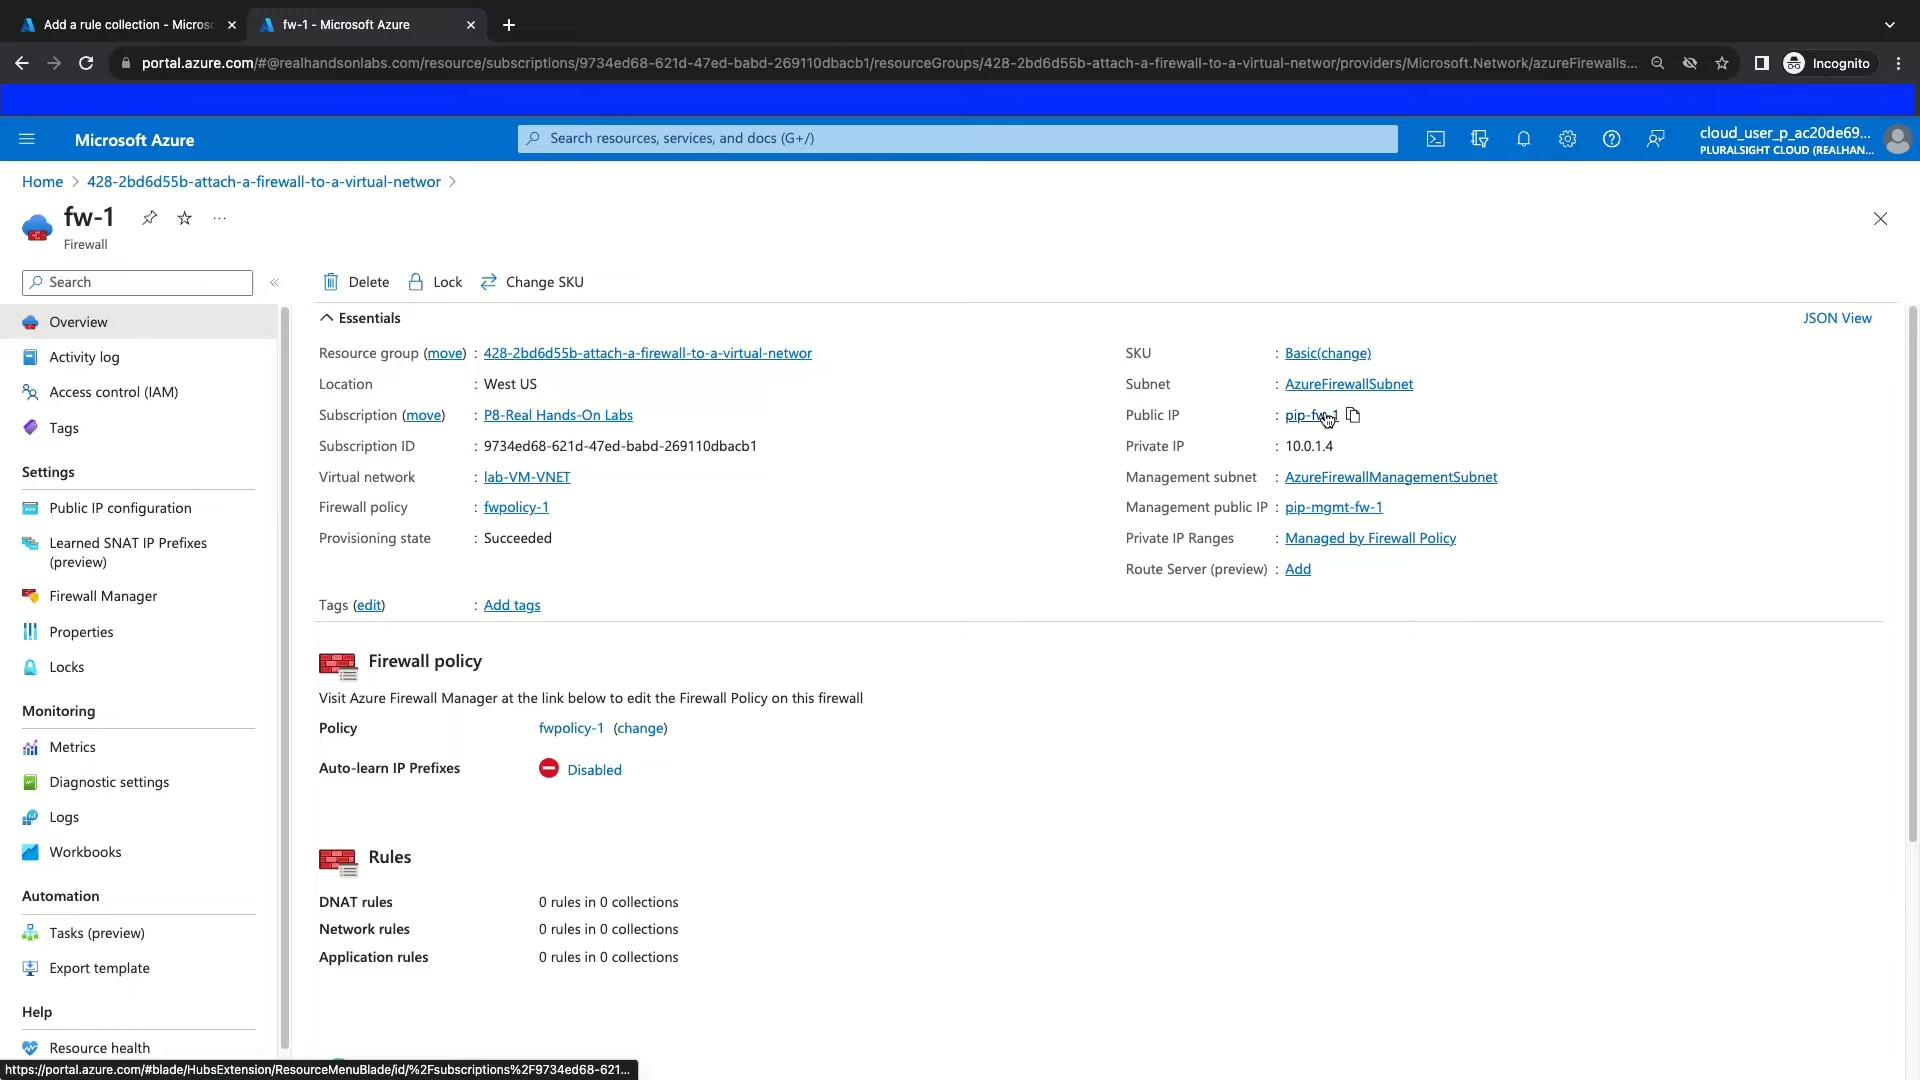 Add a rule collection - Micros
fw-1 - Microsoft Azure
portal.azure.com/#@realhandsonlabs.com/resource/subscriptions/9734ed68-621d-47ed-babd-269110dbacb1/resourceGroups/428-2bd6d55b-attach-a-firewall-to-a-virtual-networ/providers/Microsoft.Network/azureFirewalls...
Incognito
Microsoft Azure
Search resources, services, and docs (G+/)
cloud_user_p_ac20de69...
PLURALSIGHT CLOUD (REALHAN...
Home > 428-2bd6d55b-attach-a-firewall-to-a-virtual-networ >
fw-1
Firewall
Search
Delete
Lock
Change SKU
Overview
Activity log
Access control (IAM)
Tags
Settings
Public IP configuration
Learned SNAT IP Prefixes
(preview)
Firewall Manager
Properties
Locks
Monitoring
Metrics
Diagnostic settings
Logs
Workbooks
Automation
Tasks (preview)
Export template
Help
Resource health
Essentials
JSON View
Resource group (move) : 428-2bd6d55b-attach-a-firewall-to-a-virtual-networ
Location : West US
Subscription (move) : P8-Real Hands-On Labs
Subscription ID : 9734ed68-621d-47ed-babd-269110dbacb1
Virtual network : lab-VM-VNET
Firewall policy : fwpolicy-1
Provisioning state : Succeeded
SKU : Basic(change)
Subnet : AzureFirewallSubnet
Public IP : pip-fw-1
Private IP : 10.0.1.4
Management subnet : AzureFirewallManagementSubnet
Management public IP : pip-mgmt-fw-1
Private IP Ranges : Managed by Firewall Policy
Route Server (preview) : Add
Tags (edit) : Add tags
Firewall policy
Visit Azure Firewall Manager at the link below to edit the Firewall Policy on this firewall
Policy fwpolicy-1 (change)
Auto-learn IP Prefixes Disabled
Rules
DNAT rules 0 rules in 0 collections
Network rules 0 rules in 0 collections
Application rules 0 rules in 0 collections
https://portal.azure.com/#blade/HubsExtension/ResourceMenuBlade/id/%2Fsubscriptions%2F9734ed68-621...